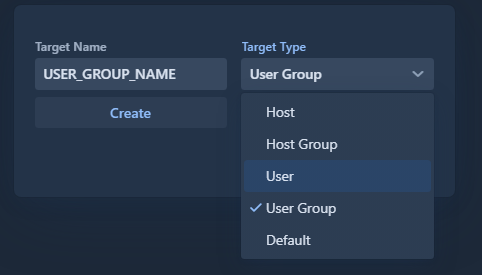 Target Name
Target Type
USER_GROUP_NAME
User Group
Create
Host
Host Group
User
User Group
Default